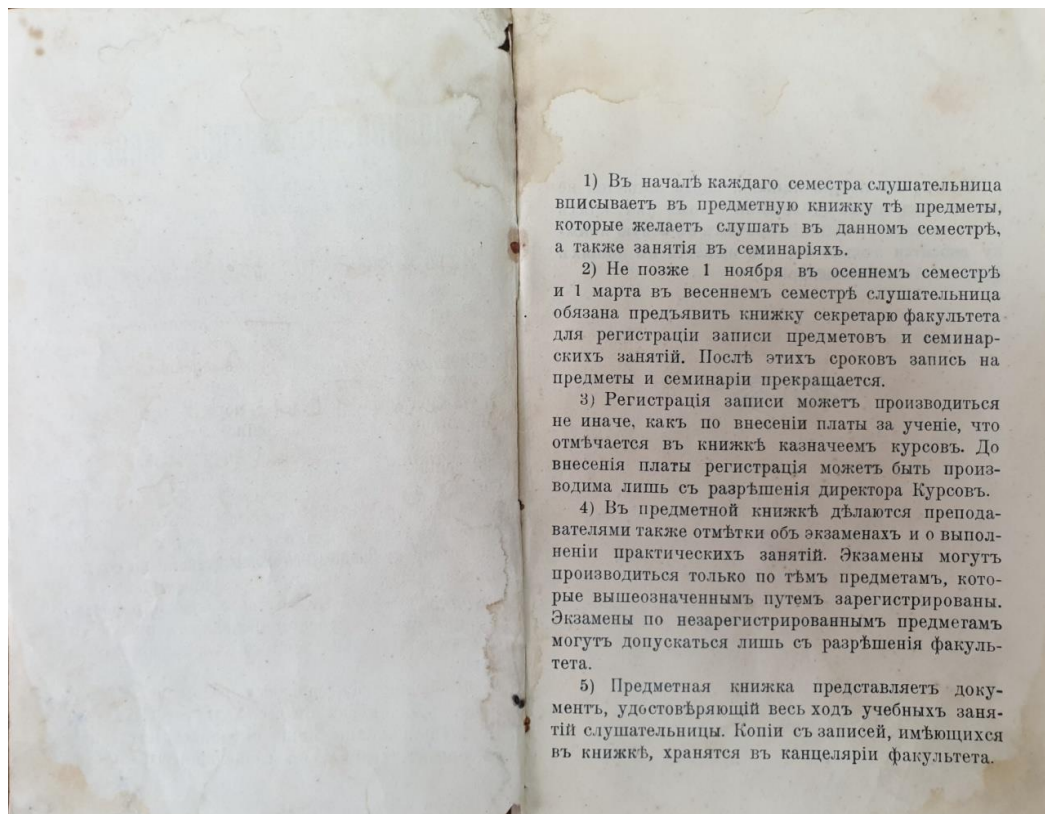 1) Въ началѣ каждаго семестра слушательница
вписываетъ въ предметную книжку тѣ предметы,
которые желаетъ слушать въ данномъ семестрѣ,
а также занятія въ семинаріяхъ.
2) Не позже 1 ноября въ осеннемъ семестрѣ
и 1 марта въ весеннемъ семестрѣ слушательница
обязана предъявить книжку секретарю факультета
для регистраціи записи предметовъ и семинар-
скихъ занятій. Послѣ этихъ сроковъ запись на
предметы и семинаріи прекращается.
3) Регистрація записи можетъ производиться
не иначе, какъ по внесеніи платы за ученіе, что
отмѣчается въ книжкѣ казначеемъ курсовъ. До
внесенія платы регистрація можетъ быть произ-
водима лишь съ разрѣшенія директора Курсовъ.
4) Въ предметной книжкѣ дѣлаются препода-
вателями также отмѣтки объ экзаменахъ и о выпол-
неніи практическихъ занятій. Экзамены могутъ
производиться только по тѣмъ предметамъ, кото-
рые вышеозначеннымъ путемъ зарегистрированы.
Экзамены по незарегистрированнымъ предметамъ
могутъ допускаться лишь съ разрѣшенія факуль-
тета.
5) Предметная книжка представляетъ доку-
ментъ, удостовѣряющій весь ходъ учебныхъ заня-
тій слушательницы. Копіи съ записей, имѣющихся
въ книжкѣ, хранятся въ канцеляріи факультета.